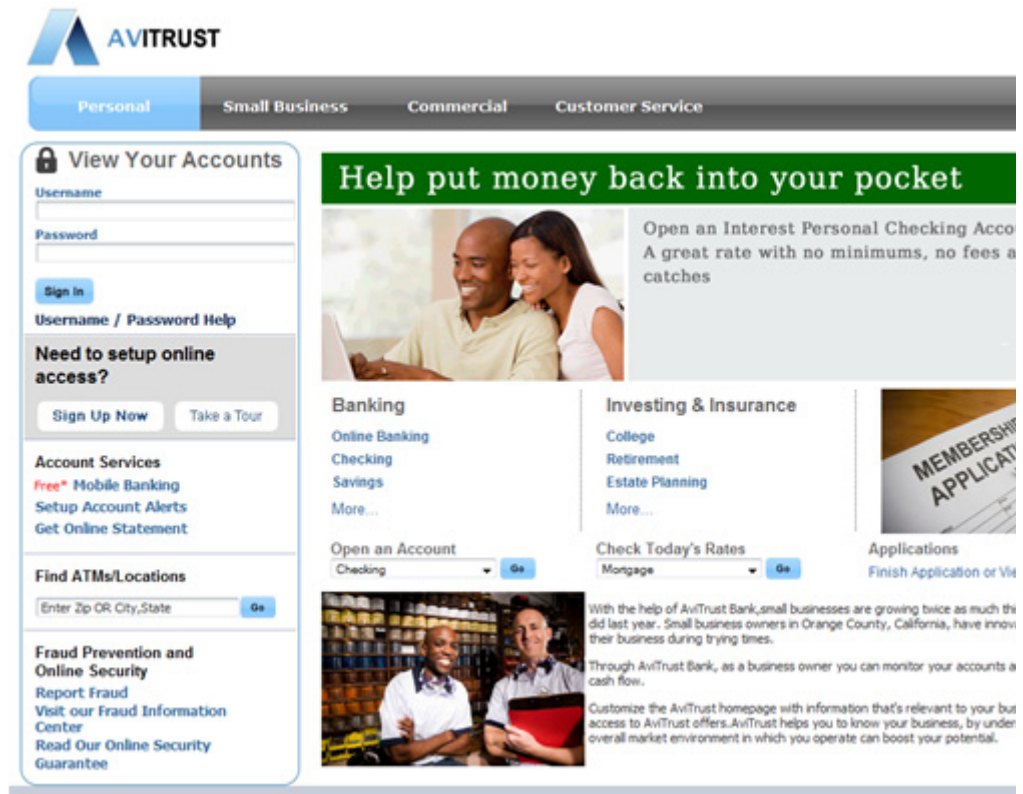 AVITRUST
Personal
Small Business
Commercial
Customer Service
View Your Accounts
Username
Password
Sign In
Username / Password Help
Need to setup online
access?
Sign Up Now
Take a Tour
Account Services
Free* Mobile Banking
Setup Account Alerts
Get Online Statement
Find ATMs/Locations
Enter Zip OR City,State
Go
Fraud Prevention and
Online Security
Report Fraud
Visit our Fraud Information
Center
Read Our Online Security
Guarantee
Help put money back into your pocket
Open an Interest Personal Checking Accou
A great rate with no minimums, no fees a
catches
Banking
Online Banking
Checking
Savings
More...
Investing & Insurance
College
Retirement
Estate Planning
More...
MEMBERSHIP
APPLICATI
Open an Account
Checking
Go
Check Today's Rates
Mortgage
Go
Applications
Finish Application or Vie
With the help of AviTrust Bank,small businesses are growing twice as much thi
did last year. Small business owners in Orange County, California, have innova
their business during trying times.
Through AviTrust Bank, as a business owner you can monitor your accounts a
cash flow.
Customize the AviTrust homepage with information that's relevant to your bus
access to AviTrust offers.AviTrust helps you to know your business, by unders
overall market environment in which you operate can boost your potential.